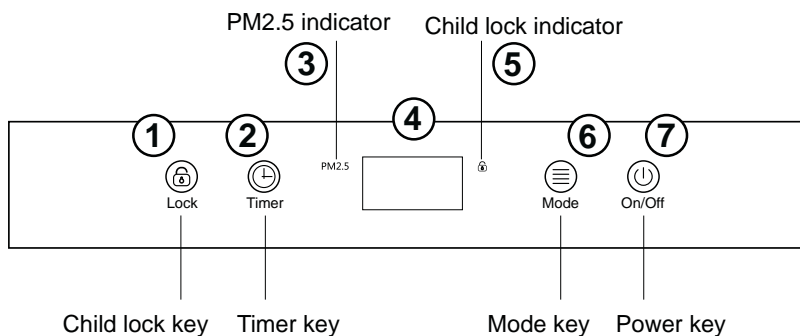 PM2.5 indicator Child lock indicator
3 5
1 2 4 6 7
PM2.5
Lock Timer Mode On/Off
Child lock key Timer key Mode key Power key